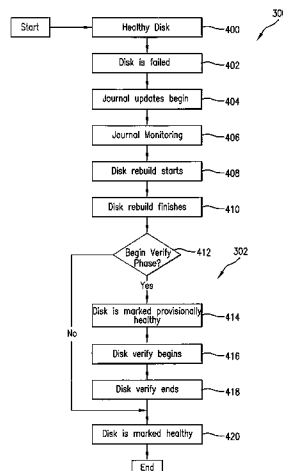 Start
Healthy Disk
400
Disk is failed
402
Journal updates begin
404
Journal Monitoring
406
Disk rebuild starts
408
Disk rebuild finishes
410
Begin Verify
Phase?
412
302
Yes
No
Disk is marked provisionally
healthy
414
Disk verify begins
416
Disk verify ends
418
Disk is marked healthy
420
End